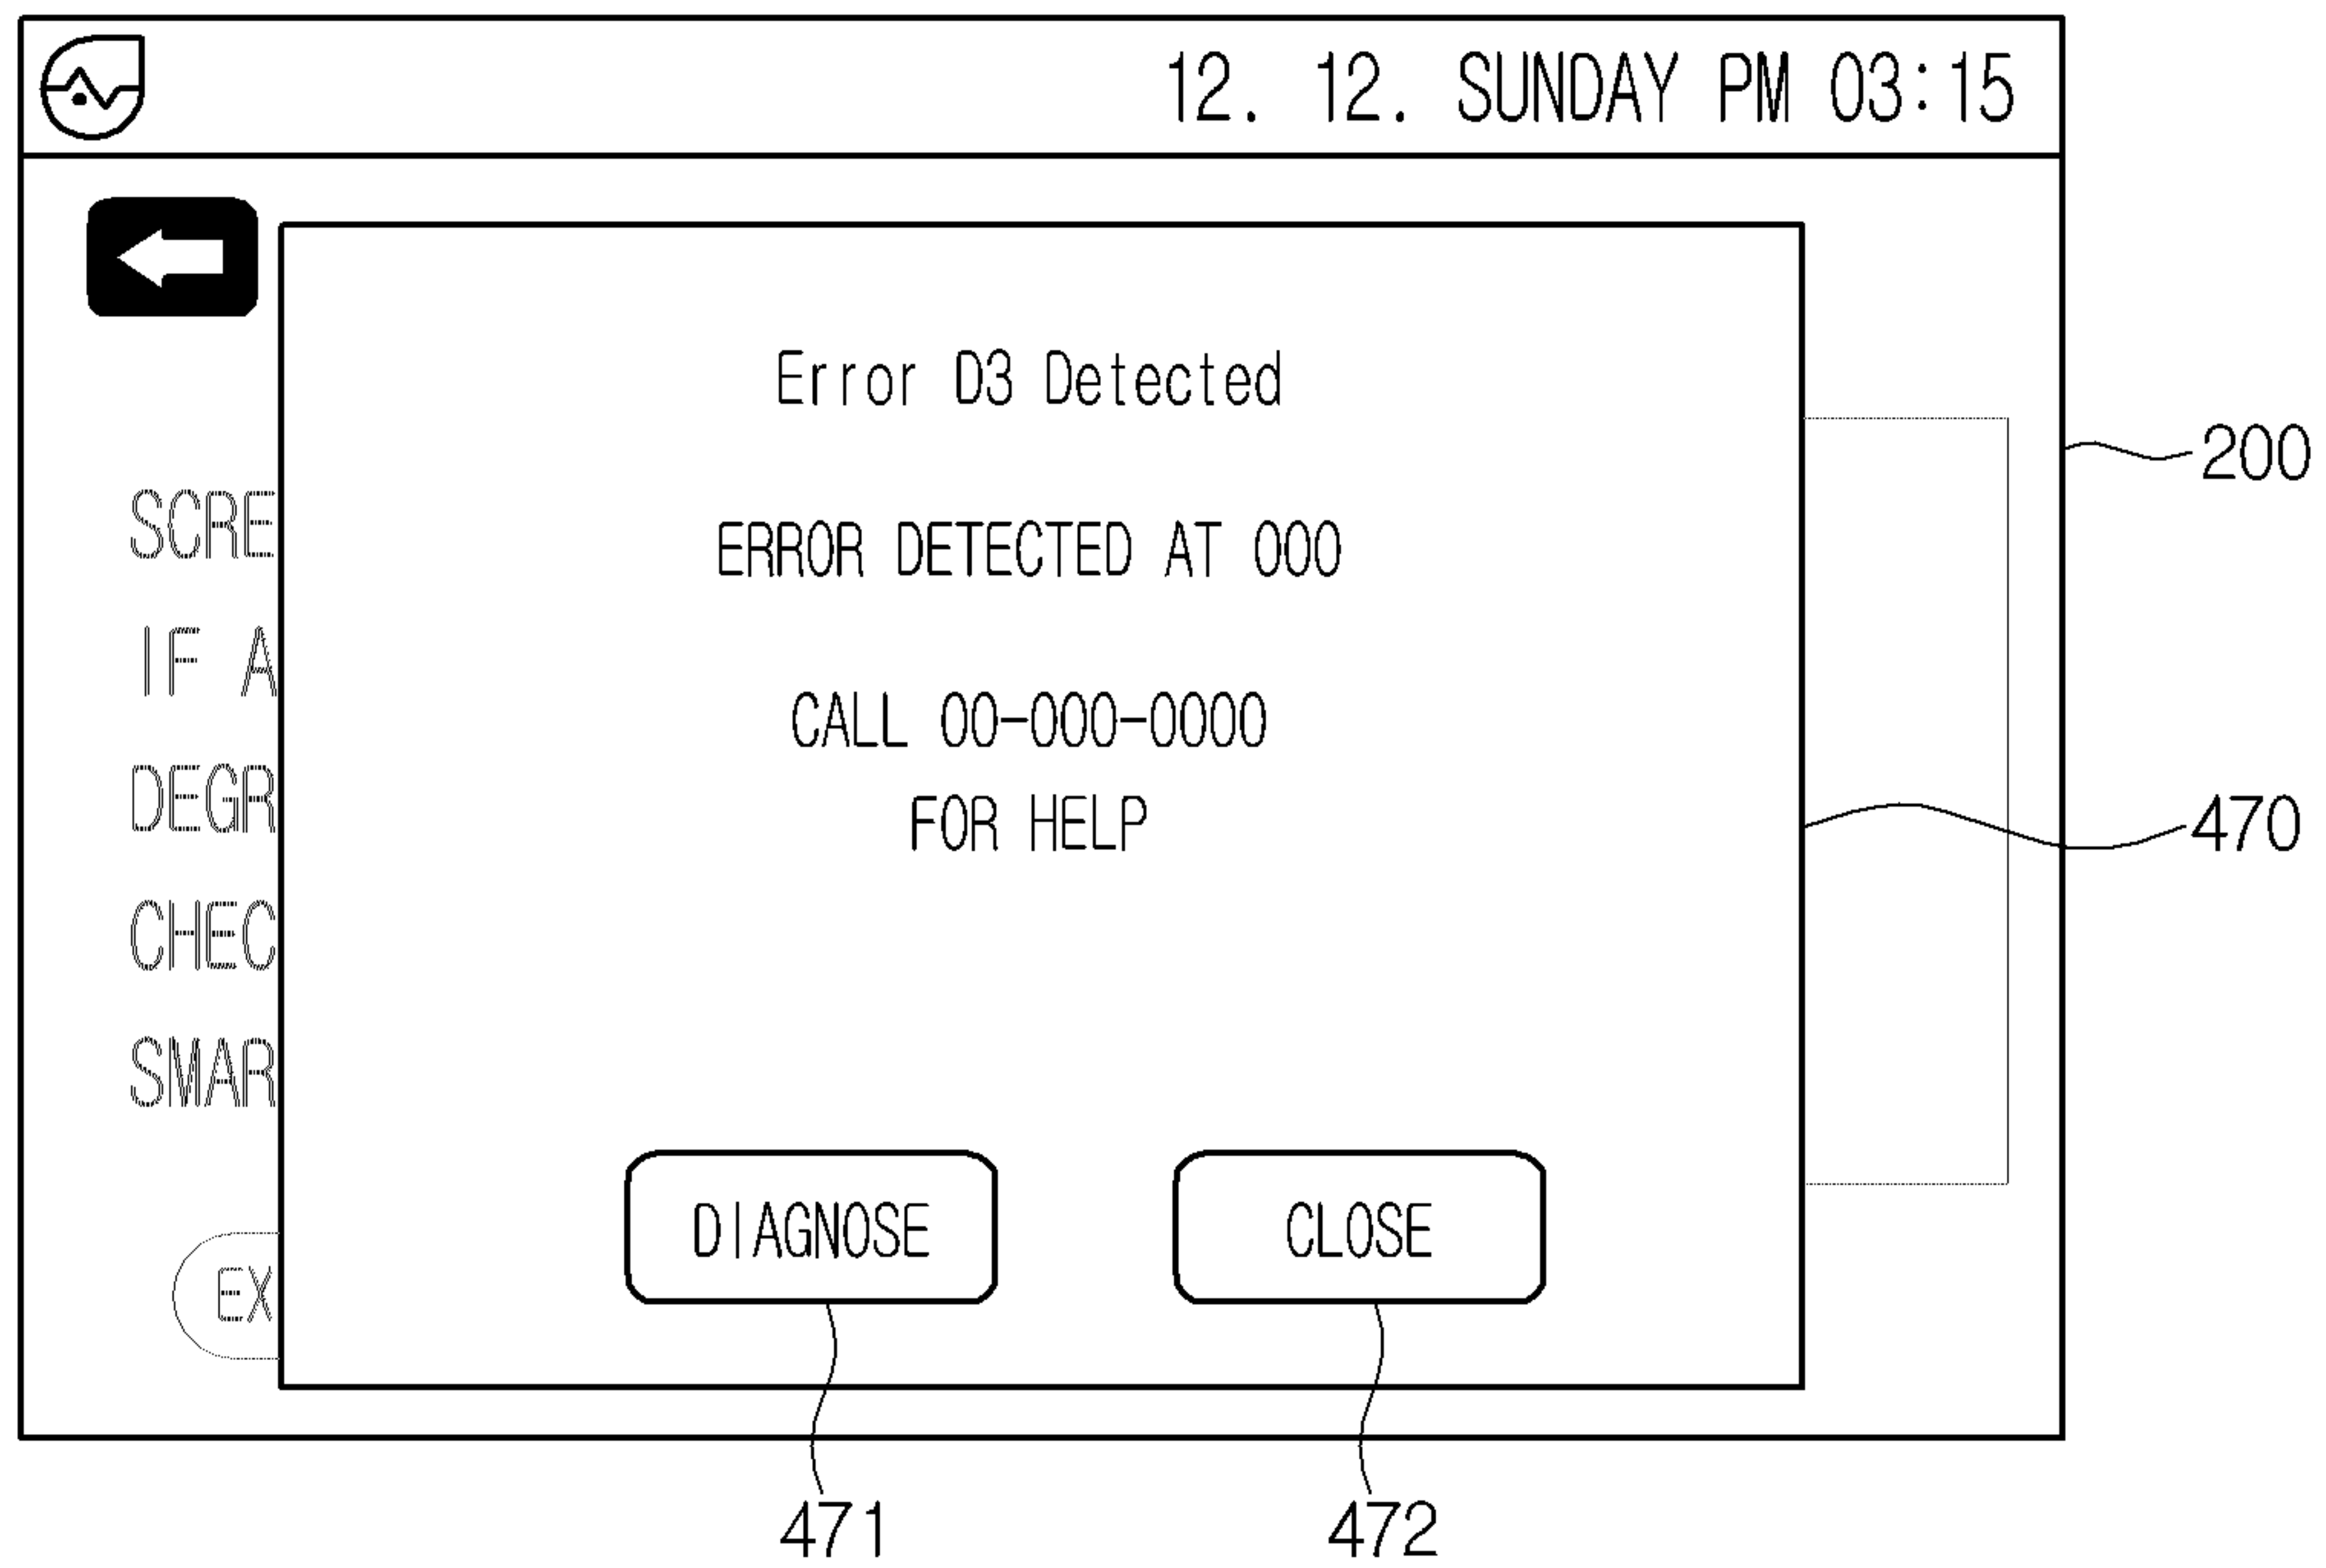 12. 12. SUNDAY PM 03:15
Error D3 Detected
200
SCRE
ERROR DETECTED AT 000
IF A
CALL 00-000-0000
DEGR
FOR HELP
470
CHEC
SMAR
DIAGNOSE
CLOSE
EX
471
472